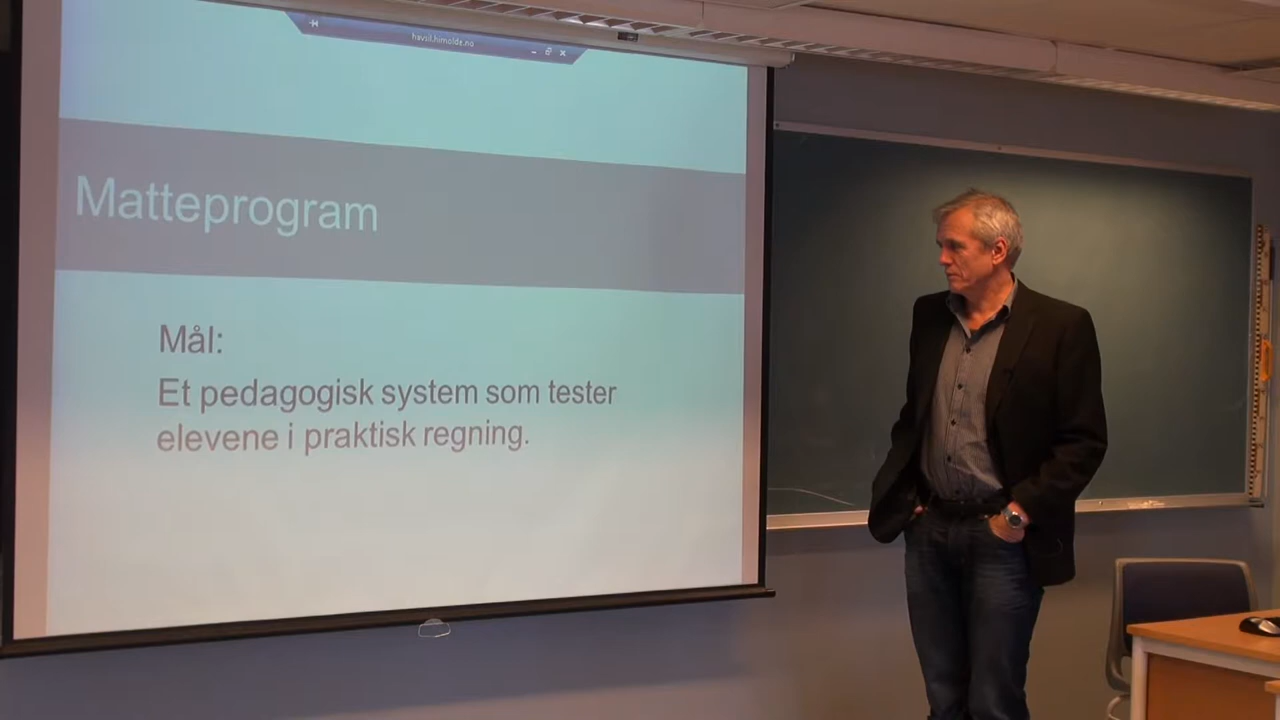 havsil.himolde.no
Matteprogram
Mål:
Et pedagogisk system som tester
elevene i praktisk regning.